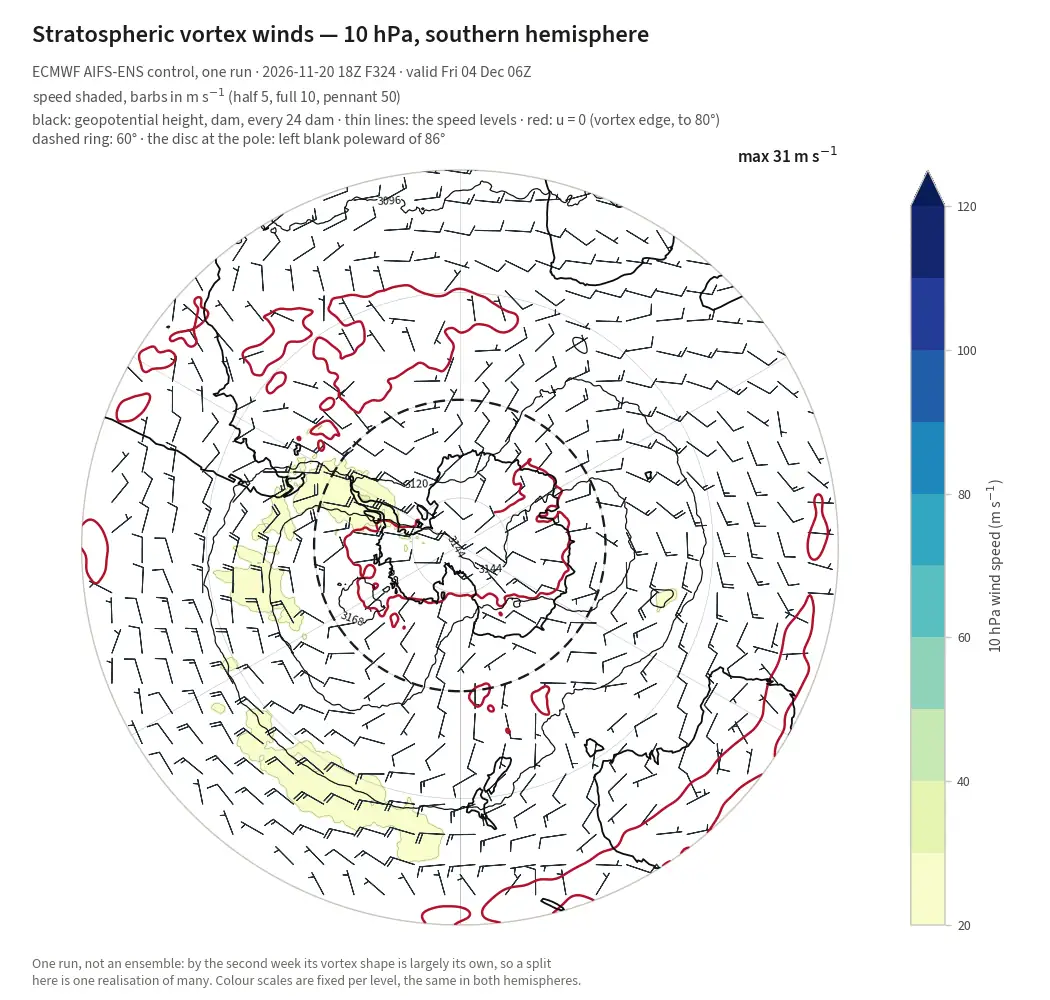 Stratospheric vortex winds — 10 hPa, southern hemisphere
ECMWF AIFS-ENS control, one run · 2026-11-20 18Z F324 · valid Fri 04 Dec 06Z
speed shaded, barbs in m s⁻¹ (half 5, full 10, pennant 50)
black: geopotential height, dam, every 24 dam · thin lines: the speed levels · red: u = 0 (vortex edge, to 80°)
dashed ring: 60° · the disc at the pole: left blank poleward of 86°
max 31 m s⁻¹
3096
3120
3144
3144
3168
120
100
80
60
40
20
10 hPa wind speed (m s⁻¹)
One run, not an ensemble: by the second week its vortex shape is largely its own, so a split
here is one realisation of many. Colour scales are fixed per level, the same in both hemispheres.